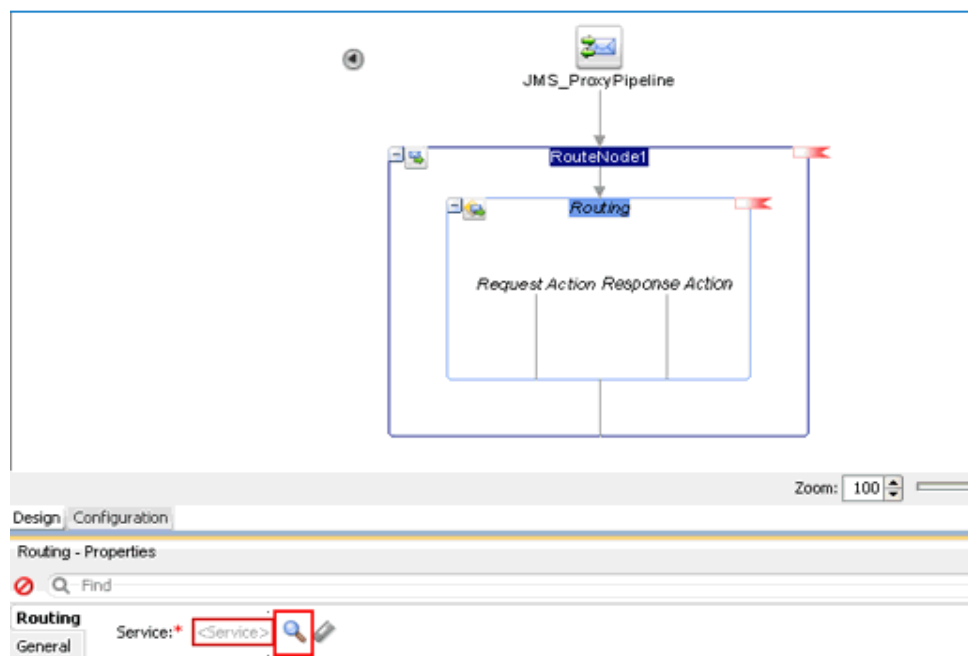 JMS_ProxyPipeline
RouteNode1
Routing
Request Action Response Action
Zoom: 100
Design Configuration
Routing - Properties
Find
Routing
Service:* <Service>
General